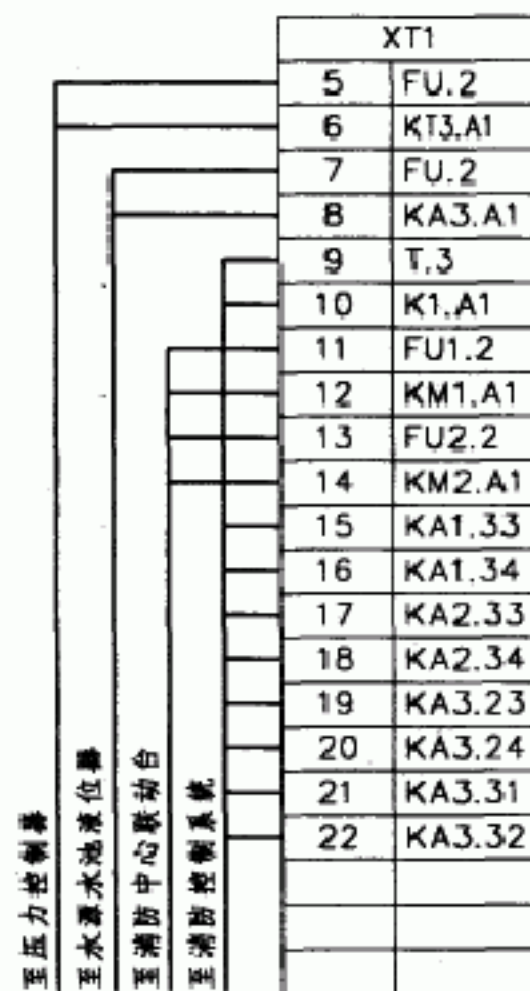 XT1
5 FU.2
6 KT3.A1
7 FU.2
8 KA3.A1
9 T.3
10 K1.A1
11 FU1.2
12 KM1.A1
13 FU2.2
14 KM2.A1
15 KA1.33
16 KA1.34
17 KA2.33
18 KA2.34
19 KA3.23
20 KA3.24
21 KA3.31
22 KA3.32
至压力控制器
至水源水池液位器
至消防中心联动台
至消防控制系统